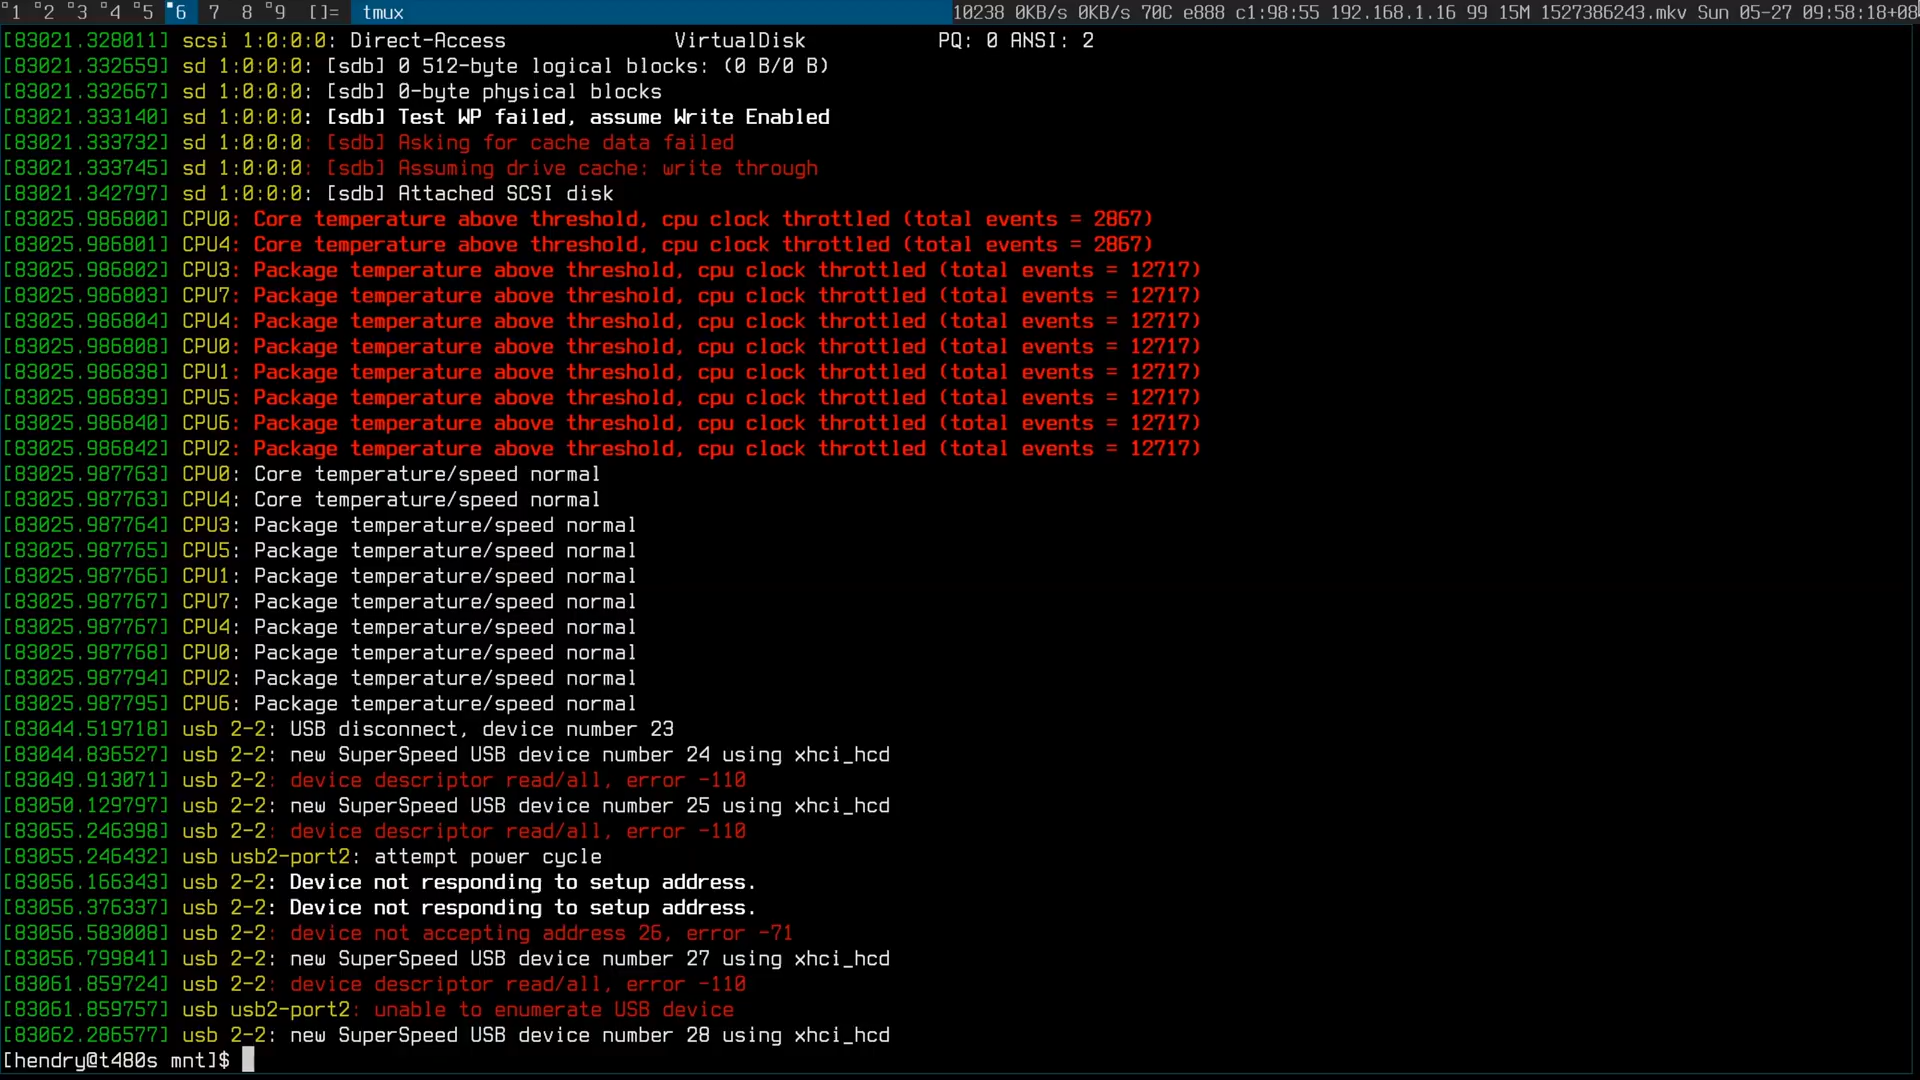 1 2 3 4 5 6 7 8 9 []= tmux 10238 0KB/s 0KB/s 70C e888 c1:98:55 192.168.1.16 99 15M 1527386243.mkv Sun 05-27 09:58:18+08
[83021.328011] scsi 1:0:0:0: Direct-Access VirtualDisk PQ: 0 ANSI: 2
[83021.332659] sd 1:0:0:0: [sdb] 0 512-byte logical blocks: (0 B/0 B)
[83021.332667] sd 1:0:0:0: [sdb] 0-byte physical blocks
[83021.333140] sd 1:0:0:0: [sdb] Test WP failed, assume Write Enabled
[83021.333732] sd 1:0:0:0: [sdb] Asking for cache data failed
[83021.333745] sd 1:0:0:0: [sdb] Assuming drive cache: write through
[83021.342797] sd 1:0:0:0: [sdb] Attached SCSI disk
[83025.986800] CPU0: Core temperature above threshold, cpu clock throttled (total events = 2867)
[83025.986801] CPU4: Core temperature above threshold, cpu clock throttled (total events = 2867)
[83025.986802] CPU3: Package temperature above threshold, cpu clock throttled (total events = 12717)
[83025.986803] CPU7: Package temperature above threshold, cpu clock throttled (total events = 12717)
[83025.986804] CPU4: Package temperature above threshold, cpu clock throttled (total events = 12717)
[83025.986808] CPU0: Package temperature above threshold, cpu clock throttled (total events = 12717)
[83025.986838] CPU1: Package temperature above threshold, cpu clock throttled (total events = 12717)
[83025.986839] CPU5: Package temperature above threshold, cpu clock throttled (total events = 12717)
[83025.986840] CPU6: Package temperature above threshold, cpu clock throttled (total events = 12717)
[83025.986842] CPU2: Package temperature above threshold, cpu clock throttled (total events = 12717)
[83025.987763] CPU0: Core temperature/speed normal
[83025.987763] CPU4: Core temperature/speed normal
[83025.987764] CPU3: Package temperature/speed normal
[83025.987765] CPU5: Package temperature/speed normal
[83025.987766] CPU1: Package temperature/speed normal
[83025.987767] CPU7: Package temperature/speed normal
[83025.987767] CPU4: Package temperature/speed normal
[83025.987768] CPU0: Package temperature/speed normal
[83025.987794] CPU2: Package temperature/speed normal
[83025.987795] CPU6: Package temperature/speed normal
[83044.519718] usb 2-2: USB disconnect, device number 23
[83044.836527] usb 2-2: new SuperSpeed USB device number 24 using xhci_hcd
[83049.913071] usb 2-2: device descriptor read/all, error -110
[83050.129797] usb 2-2: new SuperSpeed USB device number 25 using xhci_hcd
[83055.246398] usb 2-2: device descriptor read/all, error -110
[83055.246432] usb usb2-port2: attempt power cycle
[83056.166343] usb 2-2: Device not responding to setup address.
[83056.376337] usb 2-2: Device not responding to setup address.
[83056.583008] usb 2-2: device not accepting address 26, error -71
[83056.799841] usb 2-2: new SuperSpeed USB device number 27 using xhci_hcd
[83061.859724] usb 2-2: device descriptor read/all, error -110
[83061.859757] usb usb2-port2: unable to enumerate USB device
[83062.286577] usb 2-2: new SuperSpeed USB device number 28 using xhci_hcd
[hendry@t480s mnt]$